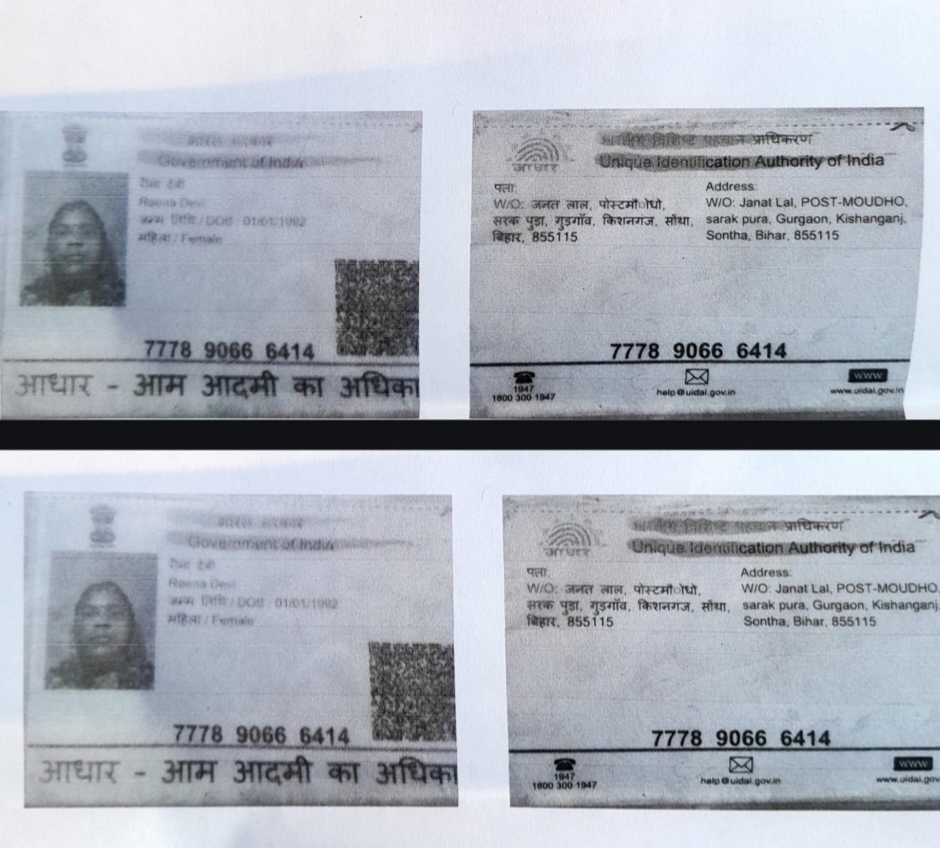 भारत सरकार
Government of India
रीना देवी
Reena Devi
जन्म तिथि / DOB : 01/01/1982
महिला / Female
7778 9066 6414
आधार - आम आदमी का अधिका
प्राधिकरण
Unique Identification Authority of India
आधार
पता:
W/O: जनत लाल, पोस्टमौोधो,
सरक पुडा, गुडगाँव, किशनगंज, सोंथा,
बिहार, 855115
Address:
W/O: Janat Lal, POST-MOUDHO,
sarak pura, Gurgaon, Kishanganj,
Sontha, Bihar, 855115
7778 9066 6414
1947
1800 300 1947
help@uidai.gov.in
www
www.uidai.gov.in
भारत सरकार
Government of India
रीना देवी
Reena Devi
जन्म तिथि / DOB : 01/01/1982
महिला / Female
7778 9066 6414
आधार - आम आदमी का अधिका
प्राधिकरण
Unique Identification Authority of India
आधार
पता:
W/O: जनत लाल, पोस्टमौोधो,
सरक पुडा, गुडगाँव, किशनगंज, सोंथा,
बिहार, 855115
Address:
W/O: Janat Lal, POST-MOUDHO,
sarak pura, Gurgaon, Kishanganj,
Sontha, Bihar, 855115
7778 9066 6414
1947
1800 300 1947
help@uidai.gov.in
www
www.uidai.gov.in